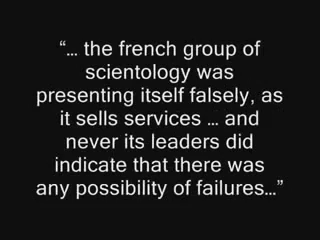 “… the french group of
scientology was
presenting itself falsely, as
it sells services … and
never its leaders did
indicate that there was
any possibility of failures…”